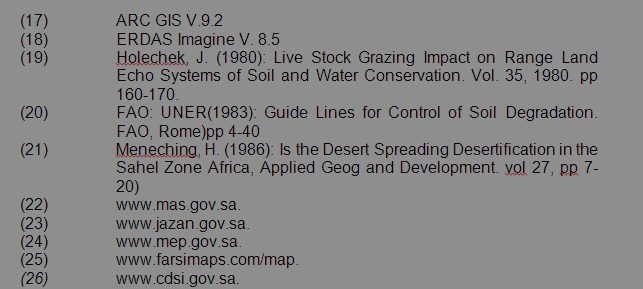 (17) ARC GIS V.9.2
(18) ERDAS Imagine V. 8.5
(19) Holechek, J. (1980): Live Stock Grazing Impact on Range Land
Echo Systems of Soil and Water Conservation. Vol. 35, 1980. pp
160-170.
(20) FAO: UNER(1983): Guide Lines for Control of Soil Degradation.
FAO, Rome)pp 4-40
(21) Meneching, H. (1986): Is the Desert Spreading Desertification in the
Sahel Zone Africa, Applied Geog and Development. vol 27, pp 7-
20)
(22) www.mas.gov.sa.
(23) www.jazan.gov.sa.
(24) www.mep.gov.sa.
(25) www.farsimaps.com/map.
(26) www.cdsi.gov.sa.